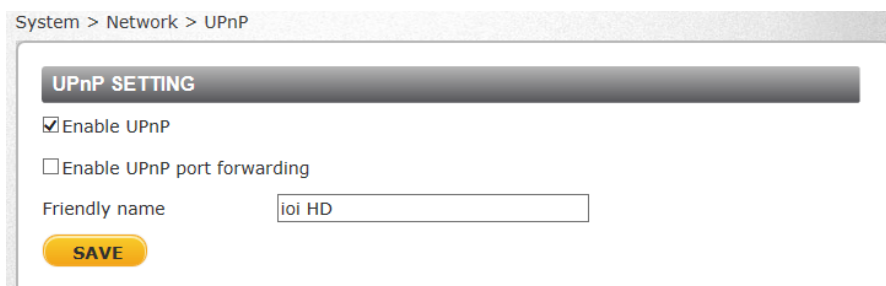 System > Network > UPnP
UPnP SETTING
Enable UPnP
Enable UPnP port forwarding
Friendly name ioi HD
SAVE